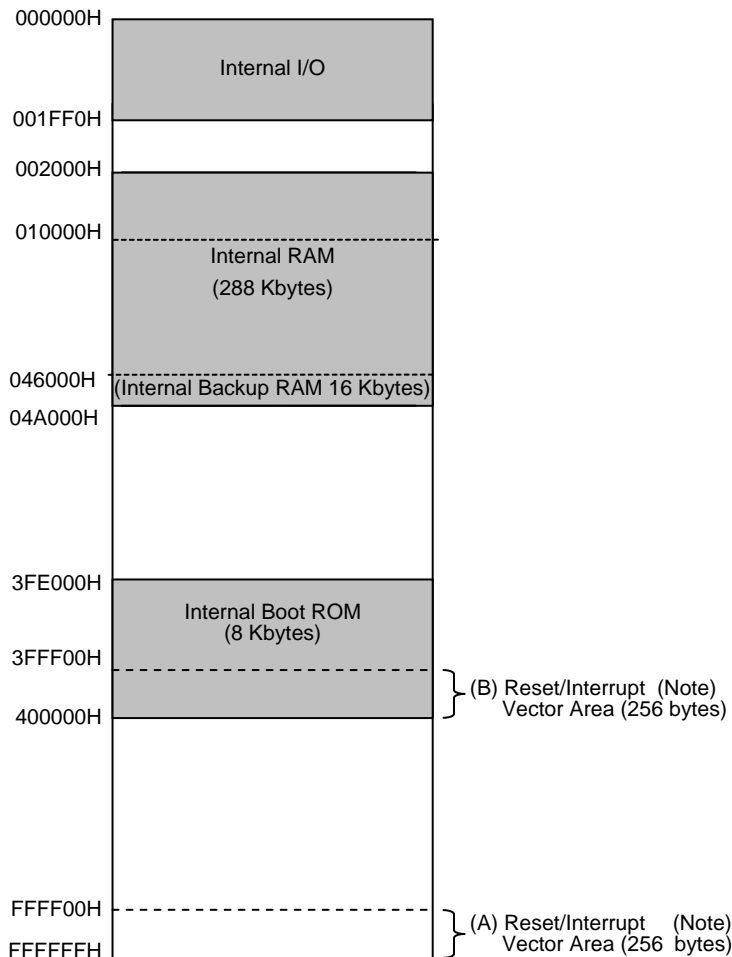 000000H
Internal I/O
001FF0H
002000H
010000H
Internal RAM
(288 Kbytes)
046000H
(Internal Backup RAM 16 Kbytes)
04A000H
3FE000H
Internal Boot ROM
(8 Kbytes)
3FFF00H
(B) Reset/Interrupt (Note)
Vector Area (256 bytes)
400000H
FFFF00H
(A) Reset/Interrupt (Note)
Vector Area (256 bytes)
FFFFFFH